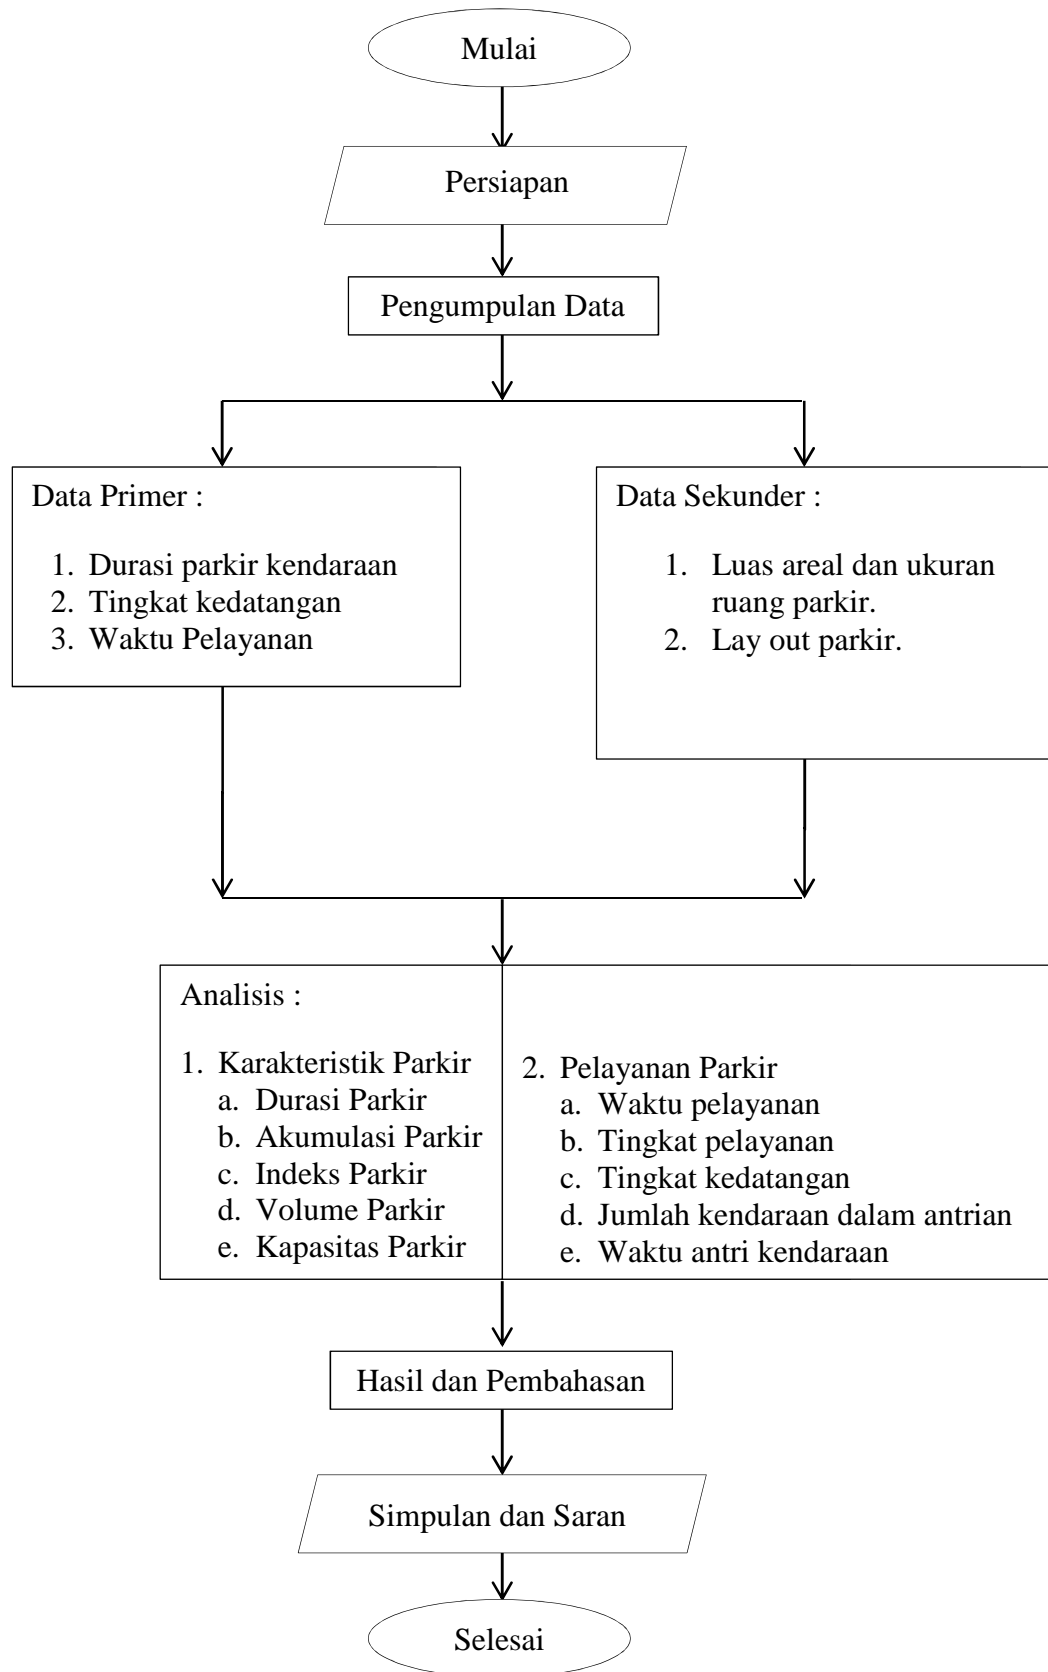 Mulai
Persiapan
Pengumpulan Data
Data Primer :
1. Durasi parkir kendaraan
2. Tingkat kedatangan
3. Waktu Pelayanan
Data Sekunder :
1. Luas areal dan ukuran
ruang parkir.
2. Lay out parkir.
Analisis :
1. Karakteristik Parkir
a. Durasi Parkir
b. Akumulasi Parkir
c. Indeks Parkir
d. Volume Parkir
e. Kapasitas Parkir
2. Pelayanan Parkir
a. Waktu pelayanan
b. Tingkat pelayanan
c. Tingkat kedatangan
d. Jumlah kendaraan dalam antrian
e. Waktu antri kendaraan
Hasil dan Pembahasan
Simpulan dan Saran
Selesai